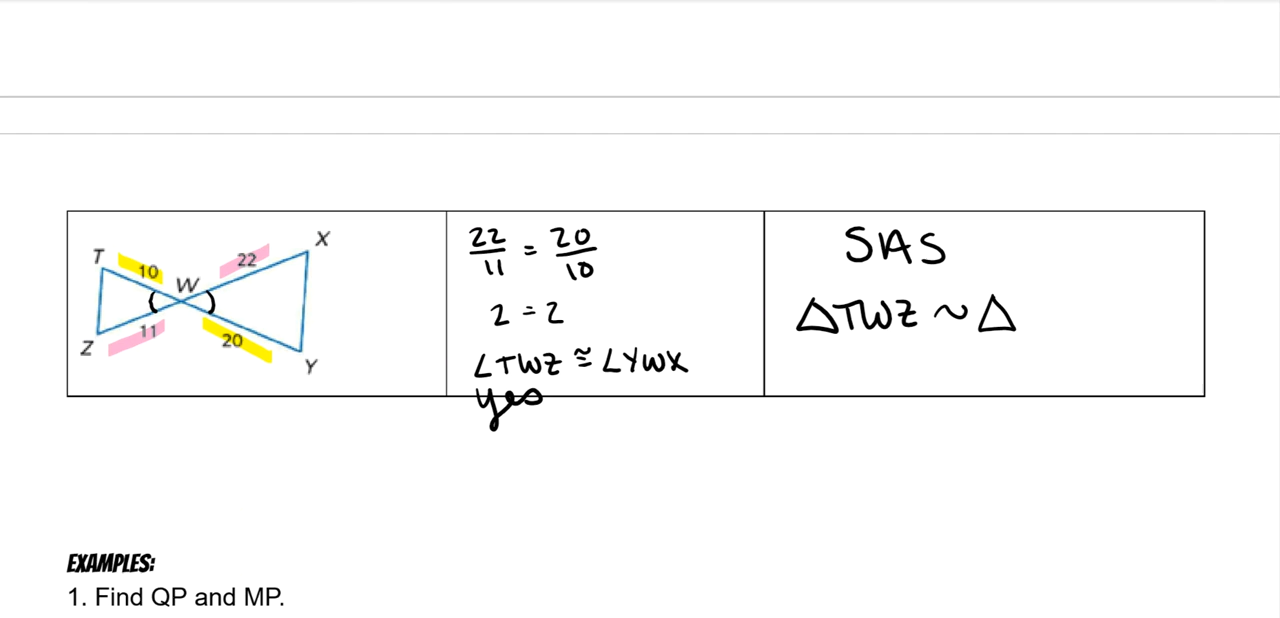 T
10
W
22
X
Z
11
20
Y
22/11 = 20/10
2 = 2
∠TWZ ≅ ∠YWX
yes
SAS
△TWZ ~ △
EXAMPLES:
1. Find QP and MP.